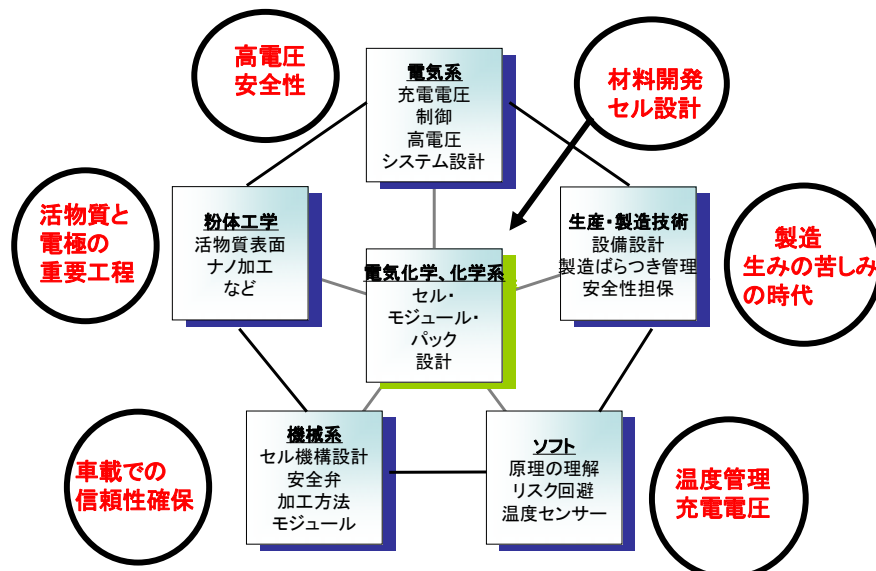 高電圧
安全性
電気系
充電電圧
制御
高電圧
システム設計
材料開発
セル設計
活物質と
電極の
重要工程
粉体工学
活物質表面
ナノ加工
など
電気化学、化学系
セル・
モジュール・
パック
設計
生産・製造技術
設備設計
製造ばらつき管理
安全性担保
製造
生みの苦しみ
の時代
車載での
信頼性確保
機械系
セル機構設計
安全弁
加工方法
モジュール
ソフト
原理の理解
リスク回避
温度センサー
温度管理
充電電圧